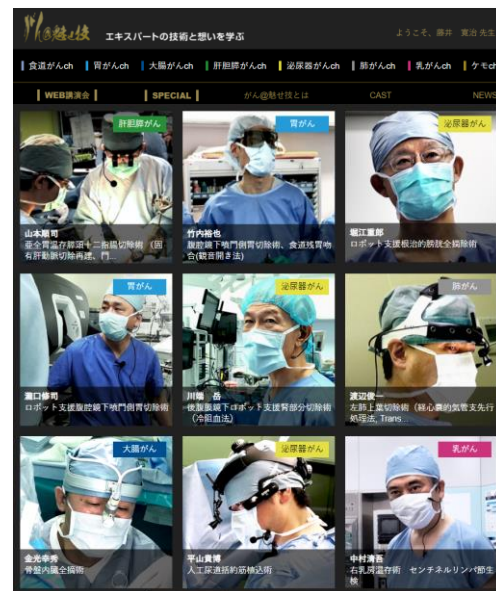 がん@魅せ技
エキスパートの技術と想いを学ぶ
ようこそ、藤井 寛治 先生
食道がんch
胃がんch
大腸がんch
肝胆膵がんch
泌尿器がんch
肺がんch
乳がんch
ケモch
WEB講演会
SPECIAL
がん@魅せ技とは
CAST
NEWS
肝胆膵がん
山本順司
亜全胃温存膵頭十二指腸切除術 (固
有肝動脈切除再建、門...
胃がん
竹内裕也
腹腔鏡下噴門側胃切除術、食道残胃吻
合(観音開き法)
泌尿器がん
堀江重郎
ロボット支援根治的膀胱全摘除術
胃がん
瀧口修司
ロボット支援腹腔鏡下噴門側胃切除術
泌尿器がん
川端 岳
後腹膜鏡下ロボット支援腎部分切除術
(冷阻血法)
肺がん
渡辺俊一
左肺上葉切除術 (経心嚢的気管支先行
処理法, Trans...
大腸がん
金光幸秀
骨盤内臓全摘術
泌尿器がん
平山貴博
人工尿道括約筋植込術
乳がん
中村清吾
右乳房温存術 センチネルリンパ節生
検